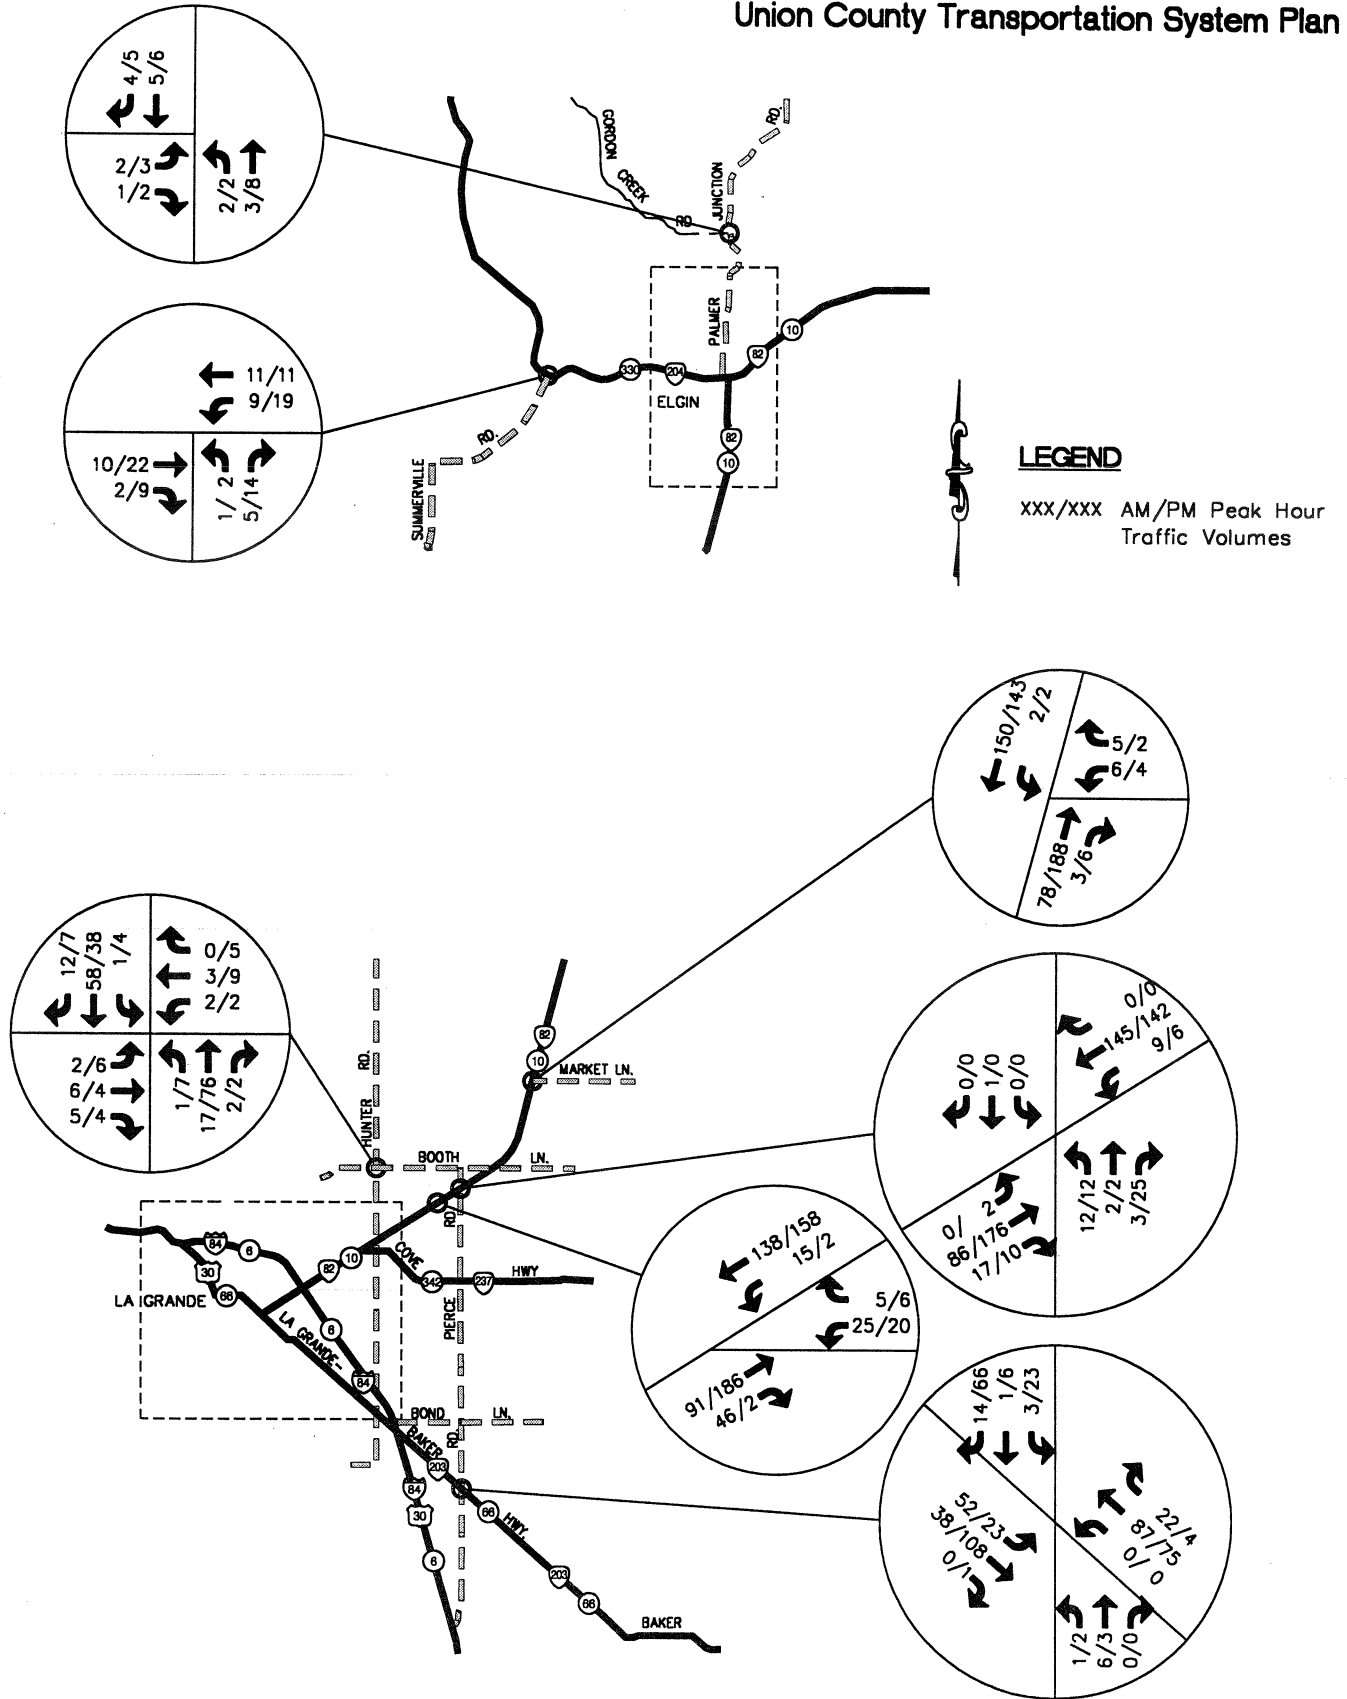 Union County Transportation System Plan
4/5
5/6
2/3
1/2
2/2
3/8
GORDON
CREEK
RD
JUNCTION
RD.
PALMER
11/11
9/19
10/22
2/9
1/ 2
5/14
330
204
82
10
ELGIN
82
10
SUMMERVILLE
RD.
LEGEND
XXX/XXX AM/PM Peak Hour
Traffic Volumes
150/143
2/2
5/2
6/4
78/188
3/6
12/7
58/38
1/4
0/5
3/9
2/2
2/6
6/4
5/4
1/7
17/76
2/2
HUNTER
RD.
82
10
MARKET LN.
BOOTH
LN.
0/0
1/0
0/0
0/0
145/142
9/6
0/ 2
86/176
17/10
12/12
2/2
3/25
84
6
30
66
82
10
COVE
342
237
HWY
RD.
PIERCE
LA GRANDE
LA GRANDE-
6
84
138/158
15/2
5/6
25/20
91/186
46/2
BOND
LN.
BAKER
RD.
203
84
30
6
66
HWY.
203
66
BAKER
14/66
1/6
3/23
52/23
38/108
0/1
22/4
87/75
0/ 0
1/2
6/3
0/0